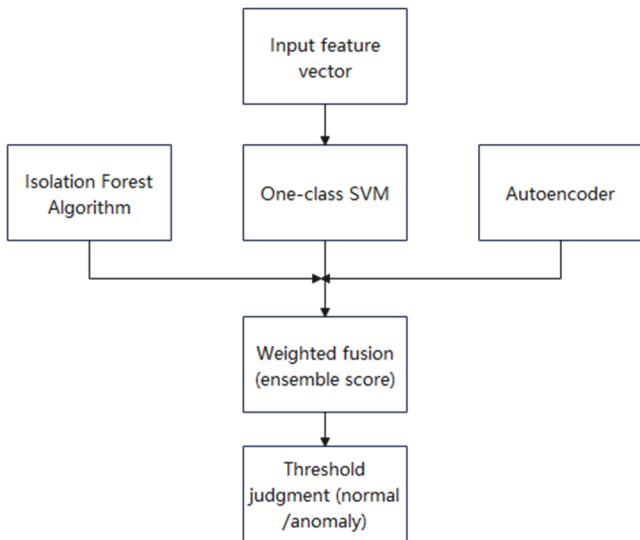 Input feature
vector
Isolation Forest
Algorithm
One-class SVM
Autoencoder
Weighted fusion
(ensemble score)
Threshold
judgment (normal
/anomaly)